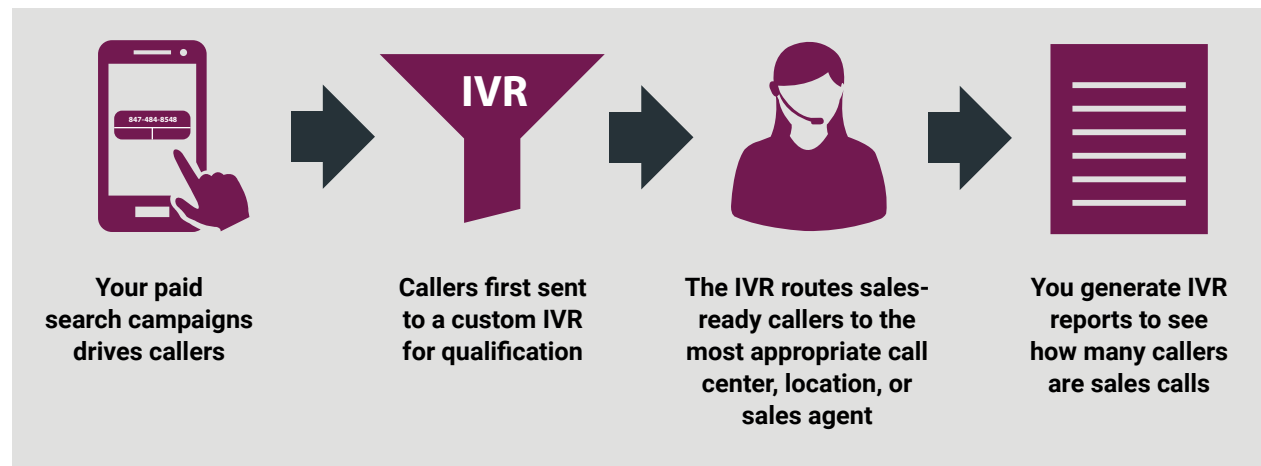 847-484-8548
IVR
Your paid
search campaigns
drives callers
Callers first sent
to a custom IVR
for qualification
The IVR routes sales-
ready callers to the
most appropriate call
center, location, or
sales agent
You generate IVR
reports to see
how many callers
are sales calls